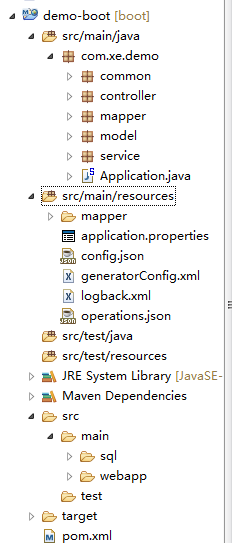 demo-boot [boot]
src/main/java
com.xe.demo
common
controller
mapper
model
service
Application.java
src/main/resources
mapper
application.properties
config.json
generatorConfig.xml
logback.xml
operations.json
src/test/java
src/test/resources
JRE System Library [JavaSE-
Maven Dependencies
src
main
sql
webapp
test
target
pom.xml